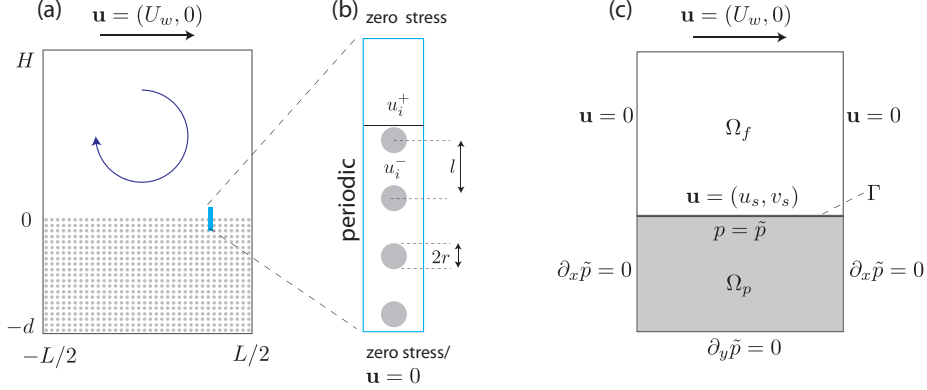 (a)
u = (U_w, 0)
H
0
−d
−L/2
L/2
(b)
zero stress
u_i^+
u_i^-
l
2r
periodic
zero stress/
u = 0
(c)
u = (U_w, 0)
u = 0
u = 0
Ω_f
u = (u_s, v_s)
Γ
p = p̃
∂_x p̃ = 0
∂_x p̃ = 0
Ω_p
∂_y p̃ = 0